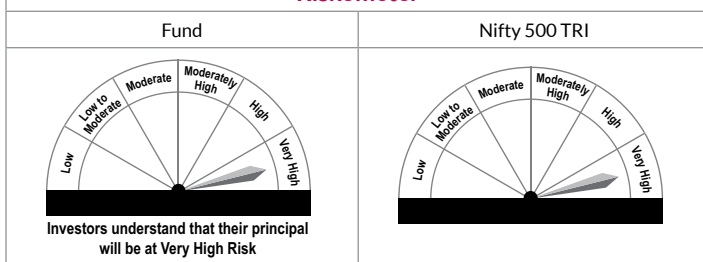 Fund
Nifty 500 TRI
Low
Low to
Moderate
Moderate
Moderately
High
High
Very High
Low
Low to
Moderate
Moderate
Moderately
High
High
Very High
Investors understand that their principal
will be at Very High Risk